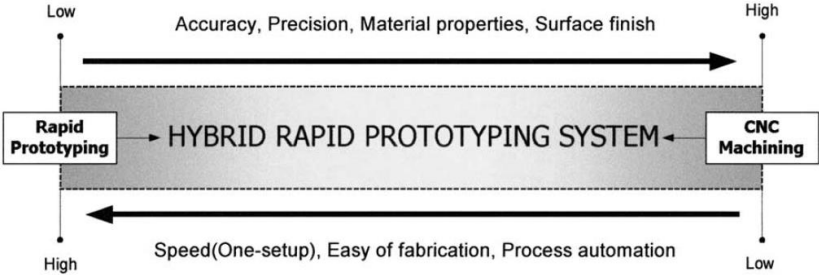 Low
High
Accuracy, Precision, Material properties, Surface finish
Rapid
Prototyping
HYBRID RAPID PROTOTYPING SYSTEM
CNC
Machining
Speed(One-setup), Easy of fabrication, Process automation
High
Low